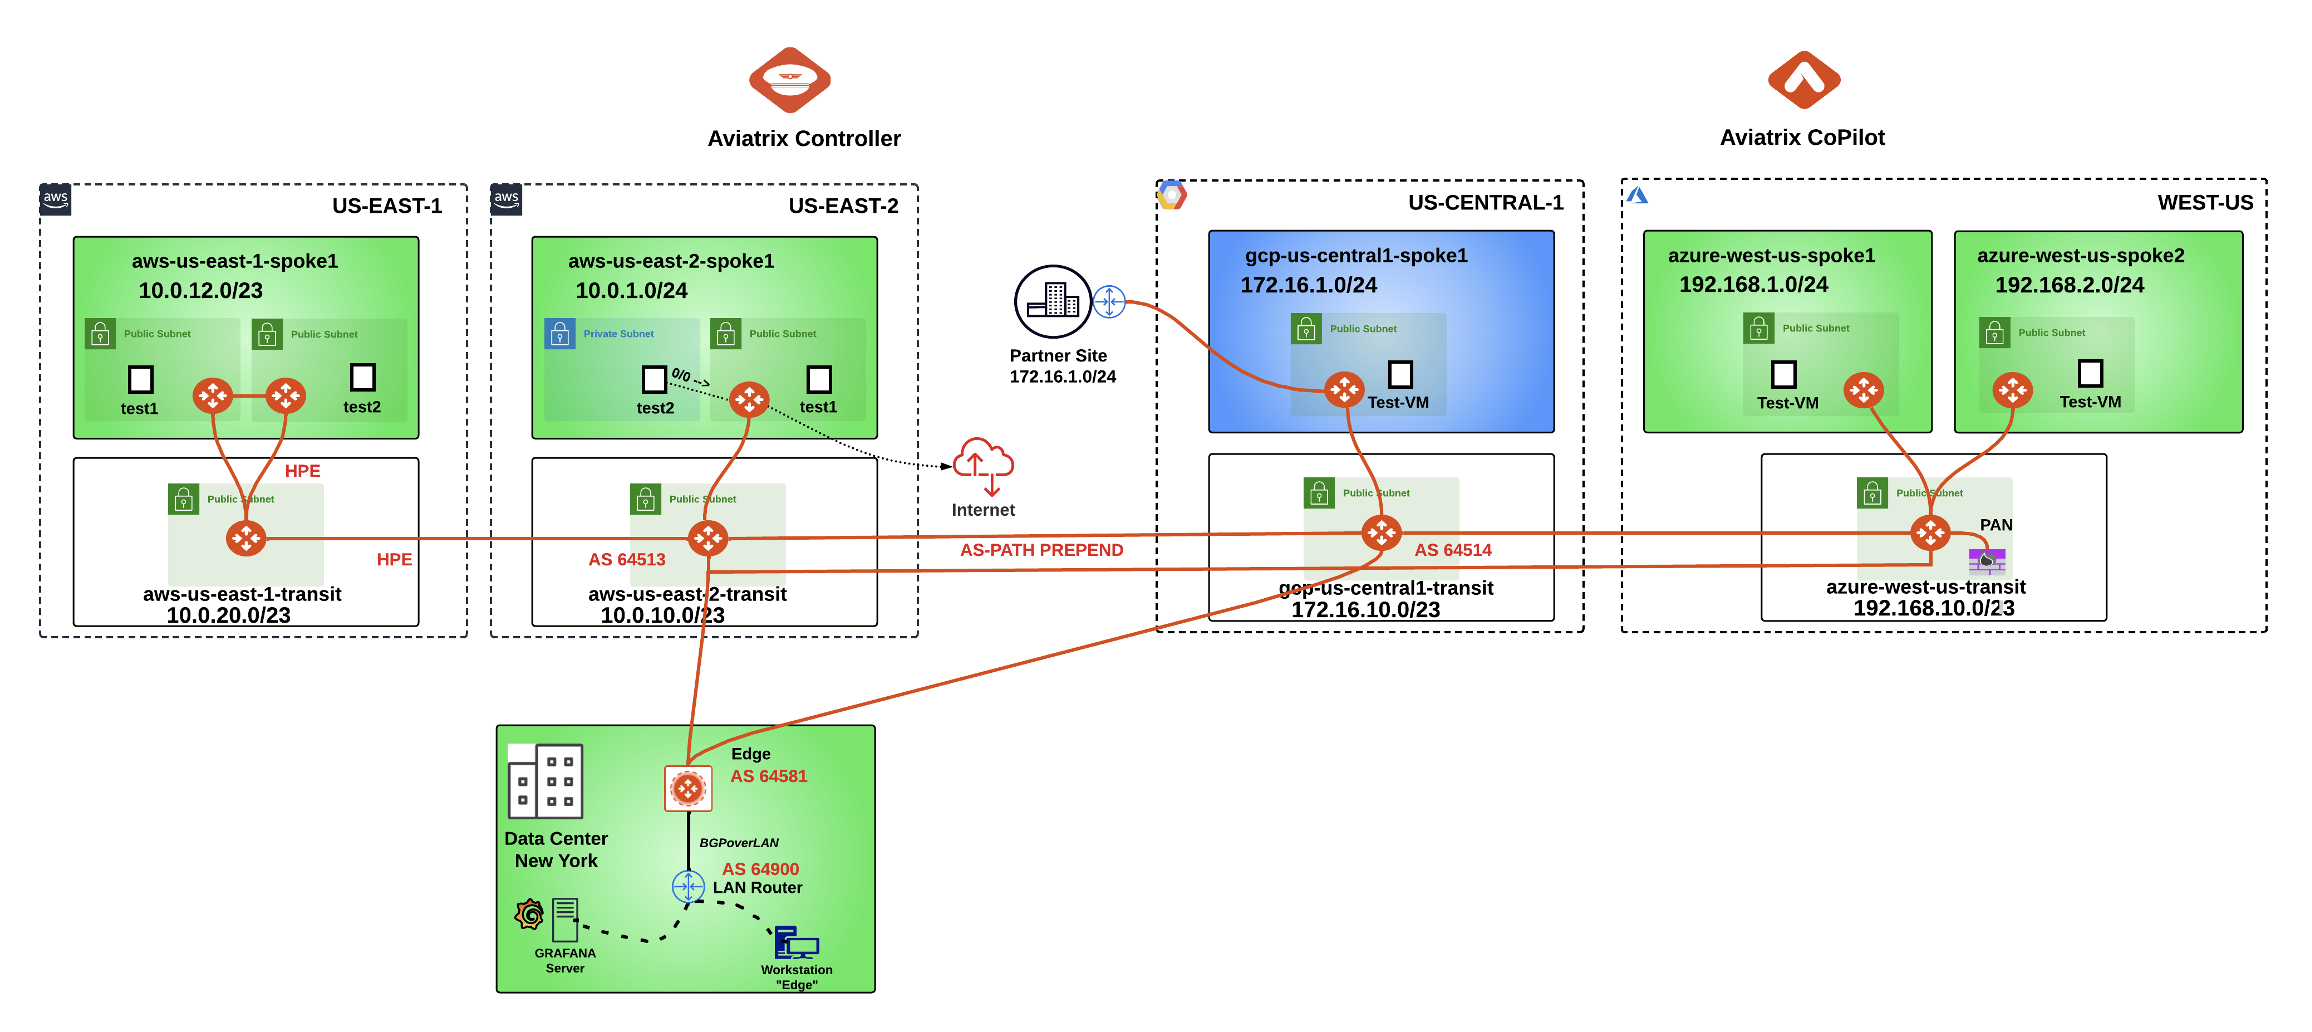 Aviatrix Controller
Aviatrix CoPilot
aws
US-EAST-1
aws-us-east-1-spoke1
10.0.12.0/23
Public Subnet
Public Subnet
test1
test2
HPE
Public Subnet
HPE
aws-us-east-1-transit
10.0.20.0/23
aws
US-EAST-2
aws-us-east-2-spoke1
10.0.1.0/24
Private Subnet
Public Subnet
0/0 -->
test2
test1
Internet
Public Subnet
AS 64513
aws-us-east-2-transit
10.0.10.0/23
AS-PATH PREPEND
Partner Site
172.16.1.0/24
US-CENTRAL-1
gcp-us-central1-spoke1
172.16.1.0/24
Public Subnet
Test-VM
Public Subnet
AS 64514
gcp-us-central1-transit
172.16.10.0/23
WEST-US
azure-west-us-spoke1
192.168.1.0/24
Public Subnet
Test-VM
azure-west-us-spoke2
192.168.2.0/24
Public Subnet
Test-VM
Public Subnet
PAN
azure-west-us-transit
192.168.10.0/23
Edge
AS 64581
Data Center
New York
BGPoverLAN
AS 64900
LAN Router
GRAFANA
Server
Workstation
"Edge"